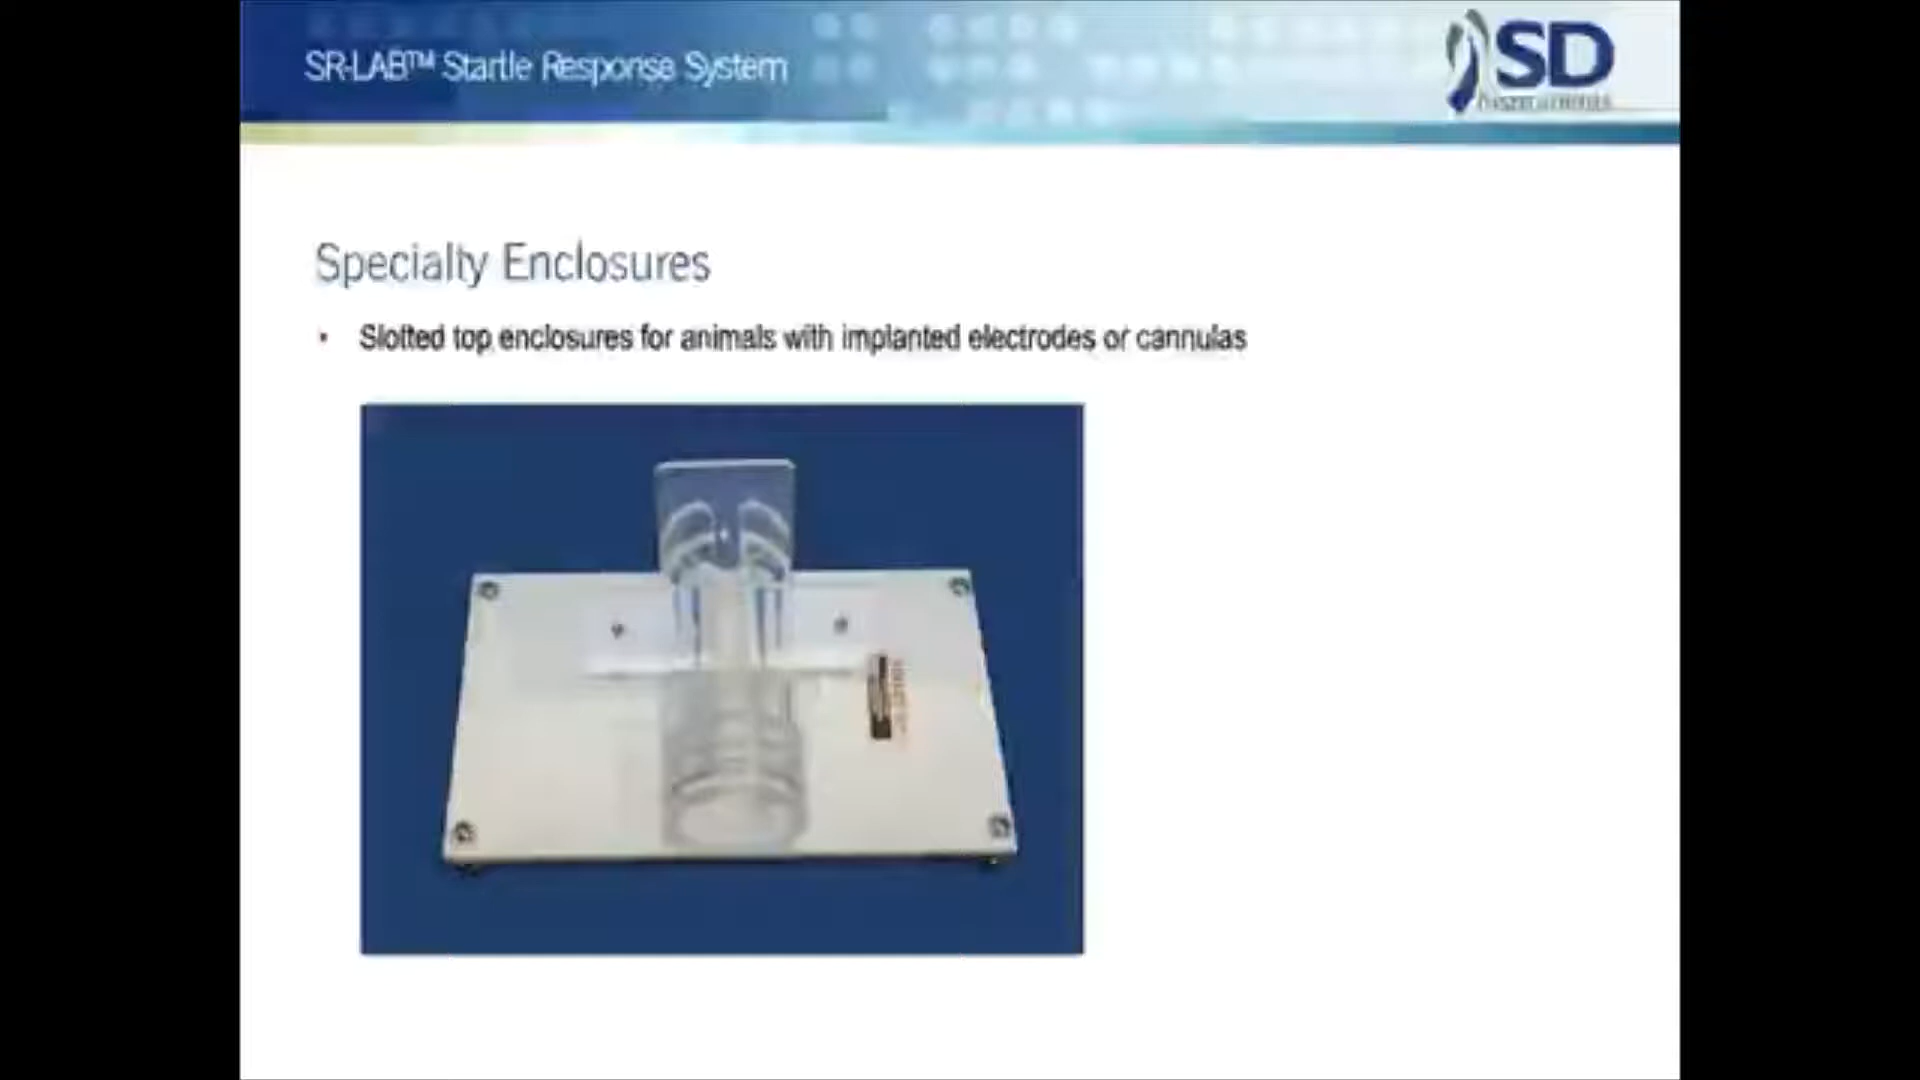 SR-LAB™ Startle Response System
SD
Specialty Enclosures
• Slotted top enclosures for animals with implanted electrodes or cannulas